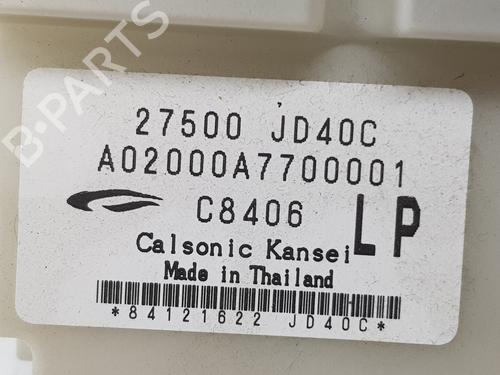 B-PARTS
27500 JD40C
A02000A7700001
C8406 LP
Calsonic Kansei
Made in Thailand
*84121622 JD40C*